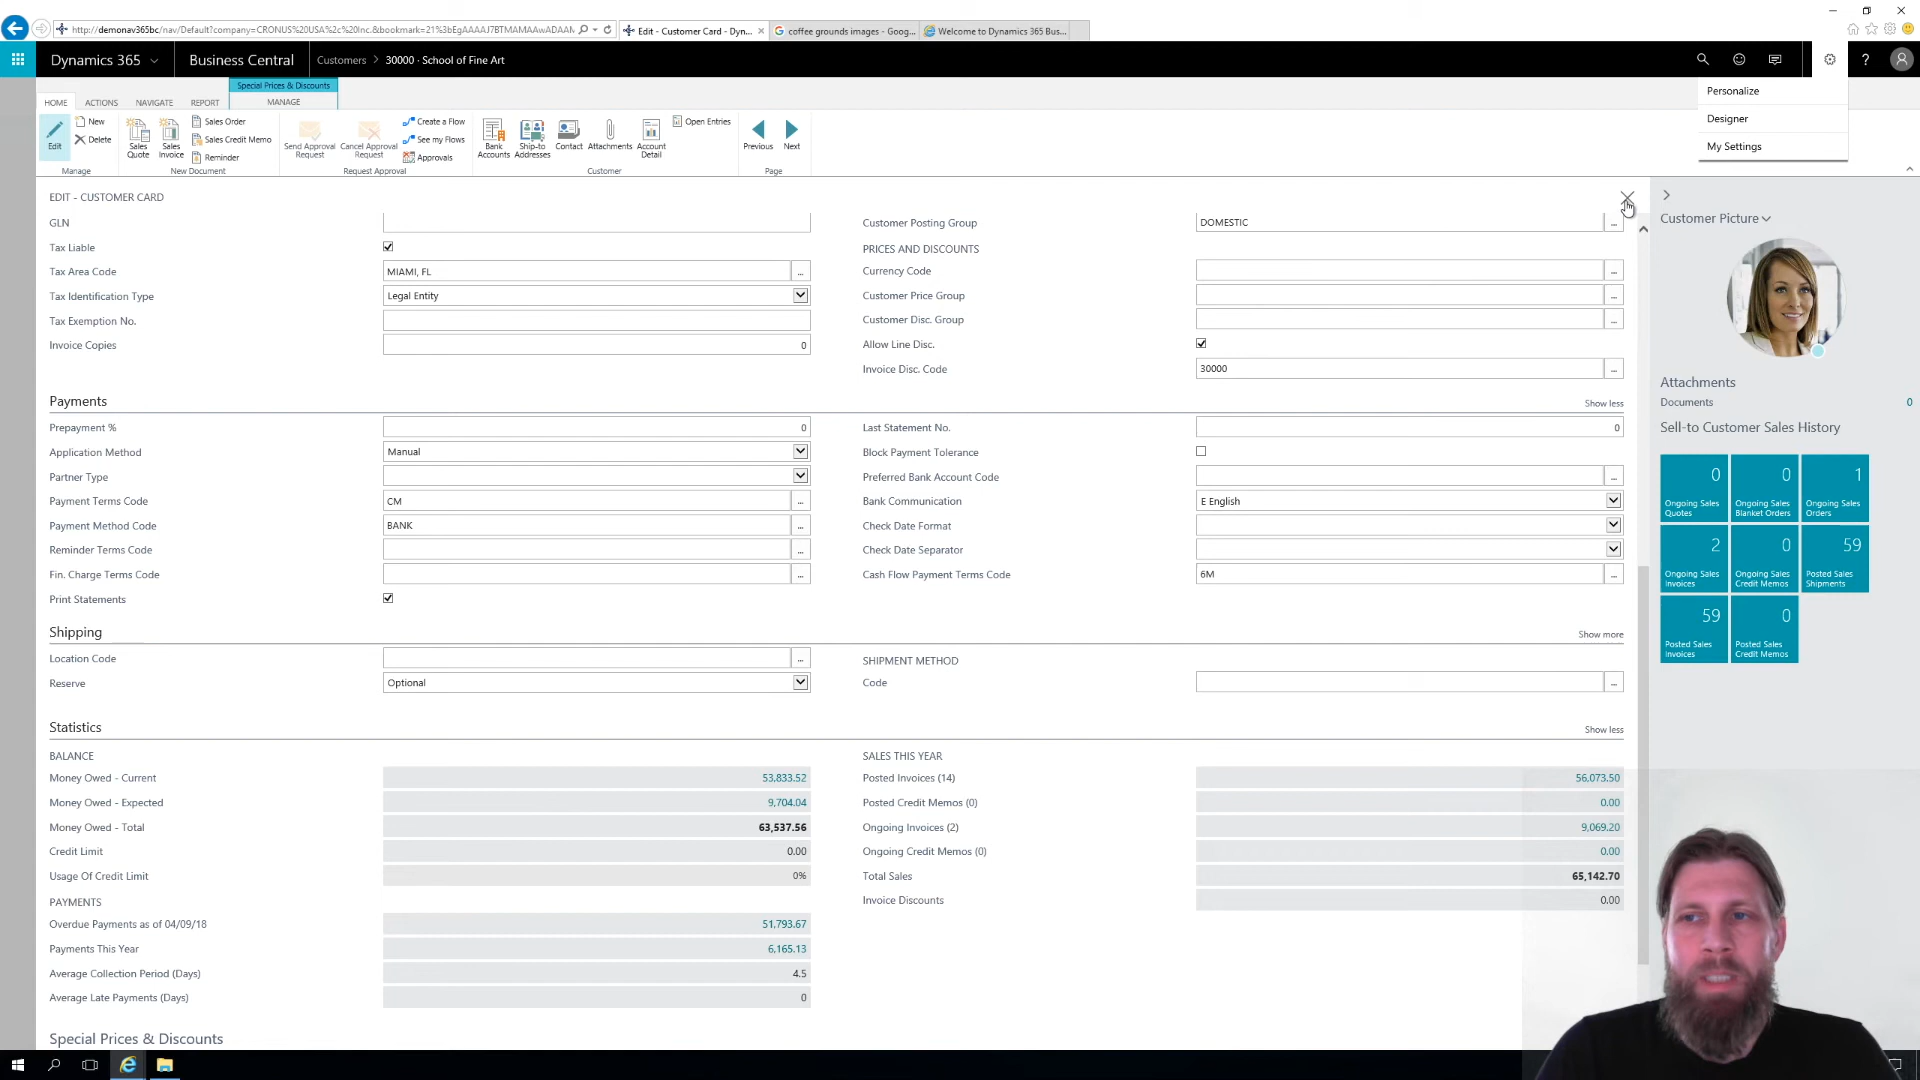 http://demonav365bc/nav/Default?company=CRONUS%20USA%2c%20Inc.&bookmark=21%3bEgAAAAJ7BTMAMAAwADAAM
Edit - Customer Card - Dyn...
coffee grounds images - Goog...
Welcome to Dynamics 365 Bus...
Dynamics 365
Business Central
Customers > 30000 · School of Fine Art
Personalize
Designer
My Settings
HOME ACTIONS NAVIGATE REPORT
Special Prices & Discounts
MANAGE
Edit
New
Delete
Manage
Sales Quote
Sales Invoice
Sales Order
Sales Credit Memo
Reminder
New Document
Send Approval Request
Cancel Approval Request
Create a Flow
See my Flows
Approvals
Request Approval
Bank Accounts
Ship-to Addresses
Contact
Attachments
Account Detail
Open Entries
Customer
Previous
Next
Page
EDIT - CUSTOMER CARD
GLN
Tax Liable
Tax Area Code MIAMI, FL
Tax Identification Type Legal Entity
Tax Exemption No.
Invoice Copies 0
Customer Posting Group DOMESTIC
PRICES AND DISCOUNTS
Currency Code
Customer Price Group
Customer Disc. Group
Allow Line Disc.
Invoice Disc. Code 30000
Payments
Show less
Prepayment % 0
Application Method Manual
Partner Type
Payment Terms Code CM
Payment Method Code BANK
Reminder Terms Code
Fin. Charge Terms Code
Print Statements
Last Statement No. 0
Block Payment Tolerance
Preferred Bank Account Code
Bank Communication E English
Check Date Format
Check Date Separator
Cash Flow Payment Terms Code 6M
Shipping
Show more
Location Code
Reserve Optional
SHIPMENT METHOD
Code
Statistics
Show less
BALANCE
Money Owed - Current 53,833.52
Money Owed - Expected 9,704.04
Money Owed - Total 63,537.56
Credit Limit 0.00
Usage Of Credit Limit 0%
PAYMENTS
Overdue Payments as of 04/09/18 51,793.67
Payments This Year 6,165.13
Average Collection Period (Days) 4.5
Average Late Payments (Days) 0
SALES THIS YEAR
Posted Invoices (14) 56,073.50
Posted Credit Memos (0) 0.00
Ongoing Invoices (2) 9,069.20
Ongoing Credit Memos (0) 0.00
Total Sales 65,142.70
Invoice Discounts 0.00
Special Prices & Discounts
Customer Picture
Attachments
Documents 0
Sell-to Customer Sales History
0 Ongoing Sales Quotes
0 Ongoing Sales Blanket Orders
1 Ongoing Sales Orders
2 Ongoing Sales Invoices
0 Ongoing Sales Credit Memos
59 Posted Sales Shipments
59 Posted Sales Invoices
0 Posted Sales Credit Memos